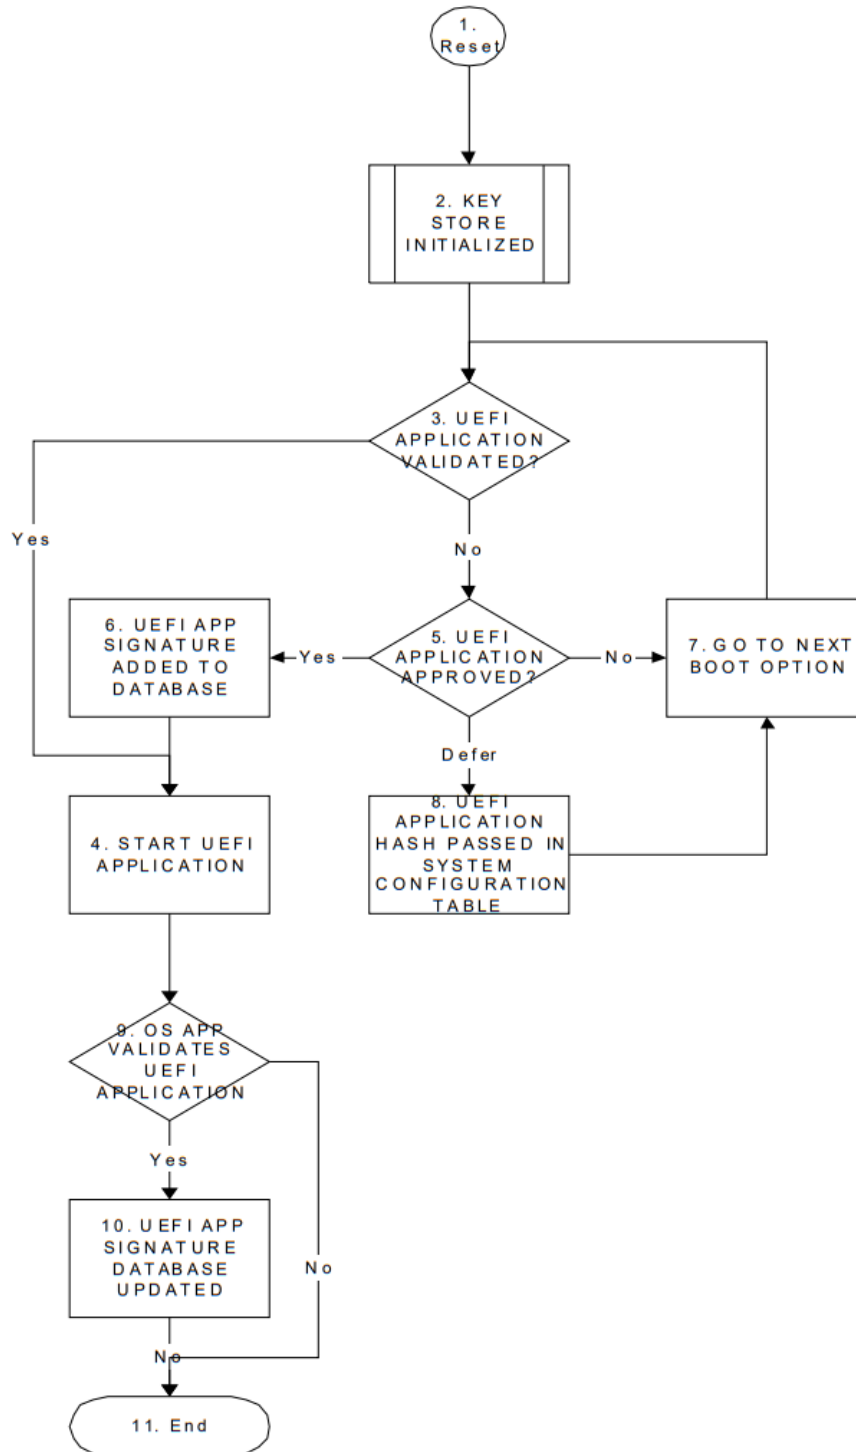 1.
Reset
2. KEY
STORE
INITIALIZED
3. UEFI
APPLICATION
VALIDATED?
Yes
No
6. UEFI APP
SIGNATURE
ADDED TO
DATABASE
Yes
5. UEFI
APPLICATION
APPROVED?
No
7. GO TO NEXT
BOOT OPTION
Defer
4. START UEFI
APPLICATION
8. UEFI
APPLICATION
HASH PASSED IN
SYSTEM
CONFIGURATION
TABLE
9. OS APP
VALIDATES
UEFI
APPLICATION
Yes
10. UEFI APP
SIGNATURE
DATABASE
UPDATED
No
No
11. End